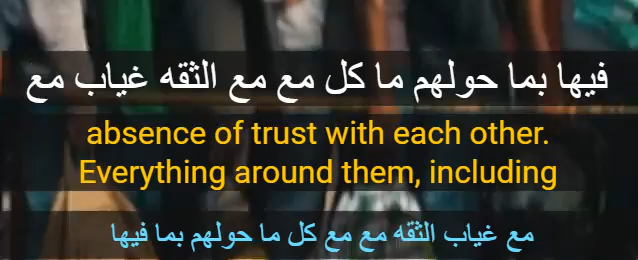 فيها بما حولهم ما كل مع مع الثقه غياب مع
absence of trust with each other.
Everything around them, including
مع غياب الثقه مع مع كل ما حولهم بما فيها